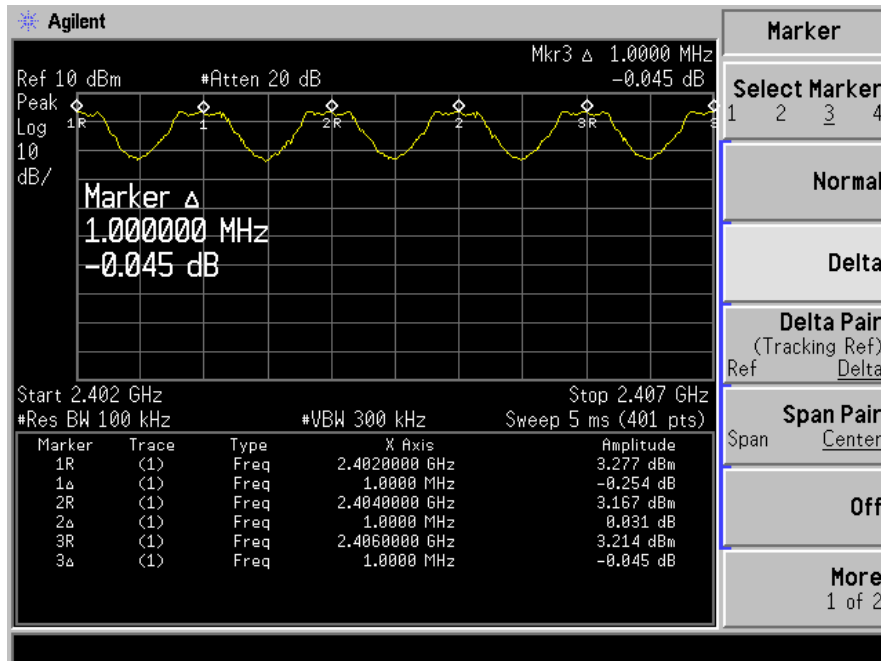 Agilent
Marker
Mkr3 Δ 1.0000 MHz
Ref 10 dBm #Atten 20 dB -0.045 dB
Peak
Log
10
dB/
1R 1 2R 2 3R 3
Marker Δ
1.000000 MHz
-0.045 dB
Start 2.402 GHz Stop 2.407 GHz
#Res BW 100 kHz #VBW 300 kHz Sweep 5 ms (401 pts)
Marker Trace Type X Axis Amplitude
1R (1) Freq 2.4020000 GHz 3.277 dBm
1Δ (1) Freq 1.0000 MHz -0.254 dB
2R (1) Freq 2.4040000 GHz 3.167 dBm
2Δ (1) Freq 1.0000 MHz 0.031 dB
3R (1) Freq 2.4060000 GHz 3.214 dBm
3Δ (1) Freq 1.0000 MHz -0.045 dB
Select Marker
1 2 3 4
Normal
Delta
Delta Pair
(Tracking Ref)
Ref Delta
Span Pair
Span Center
Off
More
1 of 2